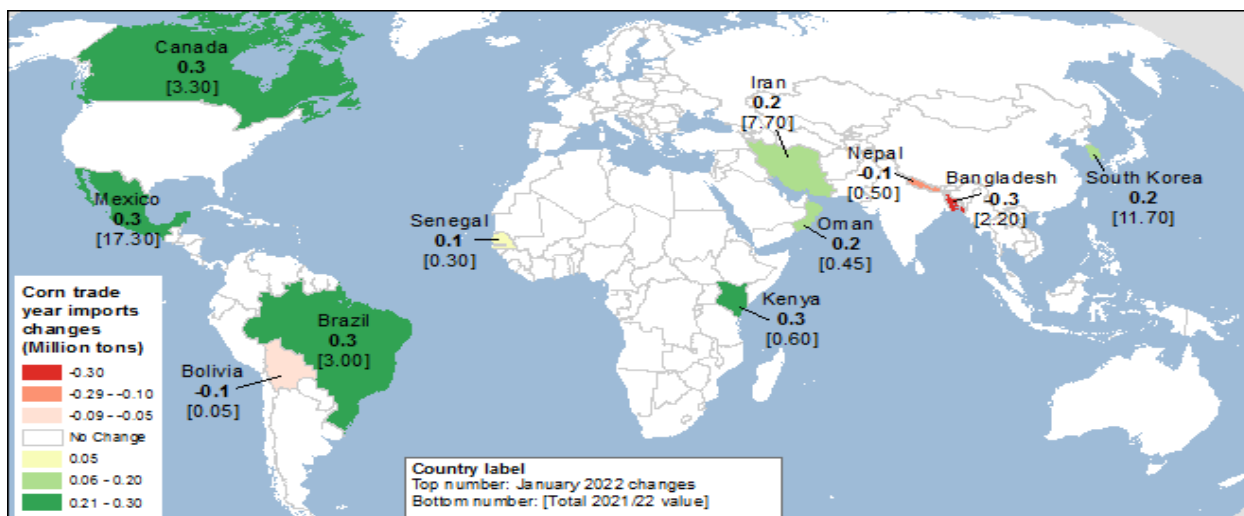 Canada
0.3
[3.30]
Iran
0.2
[7.70]
Nepal
-0.1
[0.50]
Bangladesh
-0.3
[2.20]
South Korea
0.2
[11.70]
Mexico
0.3
[17.30]
Senegal
0.1
[0.30]
Oman
0.2
[0.45]
Kenya
0.3
[0.60]
Brazil
0.3
[3.00]
Bolivia
-0.1
[0.05]
Corn trade
year imports
changes
(Million tons)
-0.30
-0.29 - -0.10
-0.09 - -0.05
No Change
0.05
0.06 - 0.20
0.21 - 0.30
Country label
Top number: January 2022 changes
Bottom number: [Total 2021/22 value]